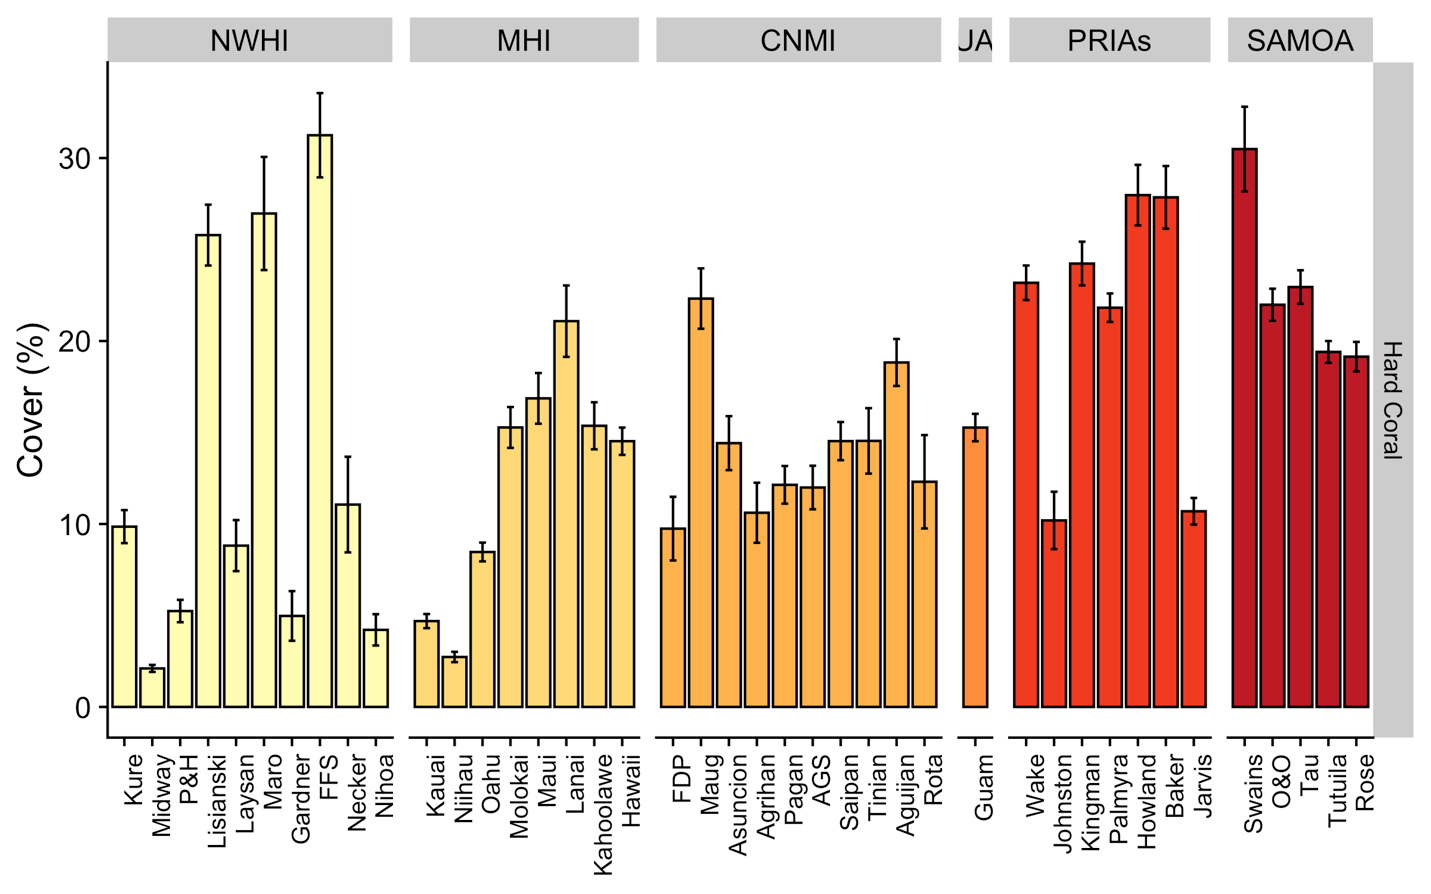 NWHI
MHI
CNMI
UA
PRIAs
SAMOA
Cover (%)
30
20
10
0
Hard Coral
Kure
Midway
P&H
Lisianski
Laysan
Maro
Gardner
FFS
Necker
Nihoa
Kauai
Niihau
Oahu
Molokai
Maui
Lanai
Kahoolawe
Hawaii
FDP
Maug
Asuncion
Agrihan
Pagan
AGS
Saipan
Tinian
Aguijan
Rota
Guam
Wake
Johnston
Kingman
Palmyra
Howland
Baker
Jarvis
Swains
O&O
Tau
Tutuila
Rose